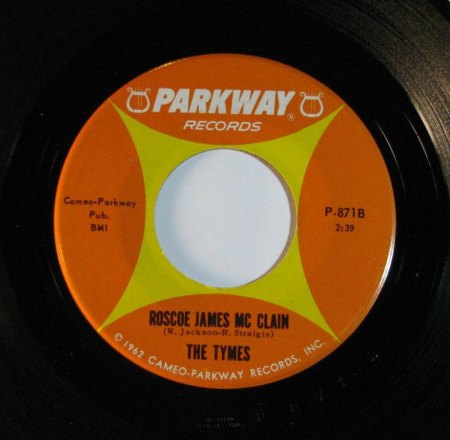 PARKWAY®
RECORDS
Cameo-Parkway
Pub.
BMI
P-871B
2:39
ROSCOE JAMES MC CLAIN
(W. Jackson-R. Straigis)
THE TYMES
© 1962 CAMEO-PARKWAY RECORDS, INC.